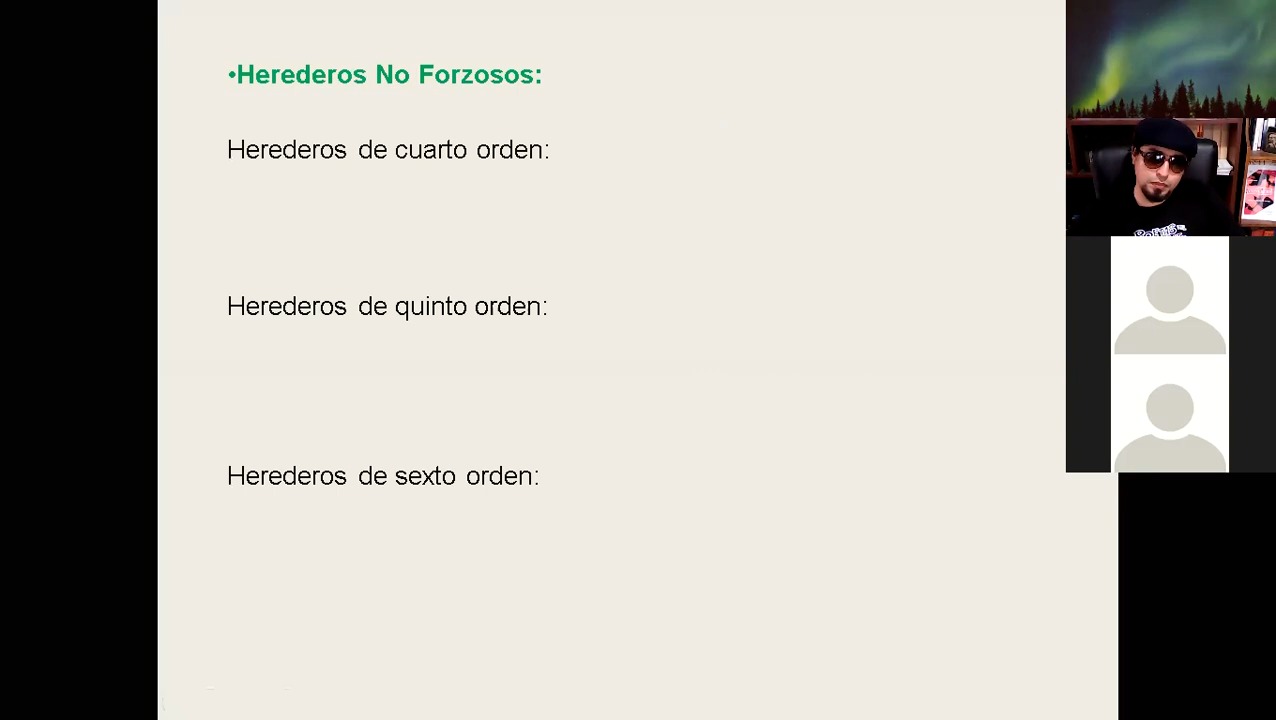 •Herederos No Forzosos:
Herederos de cuarto orden:
Herederos de quinto orden:
Herederos de sexto orden: